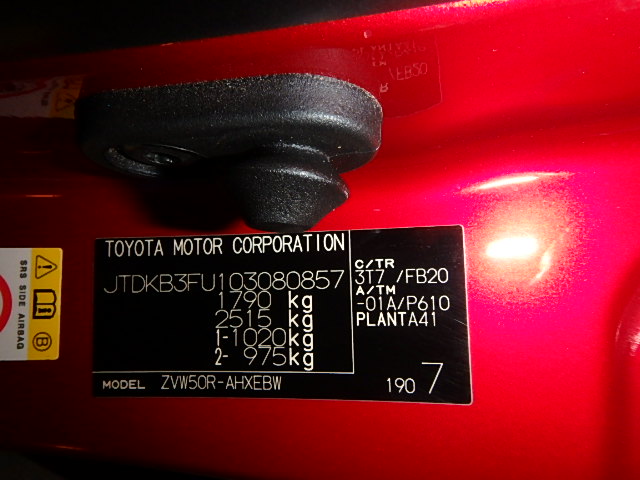 TOYOTA MOTOR CORPORATION
JTDKB3FU103080857
1790 kg
2515 kg
1-1020kg
2- 975kg
C/TR
3T7 /FB20
A/TM
-01A/P610
PLANTA41
MODEL ZVW50R-AHXEBW
190 7
SRS SIDE AIRBAG
B
/FB20